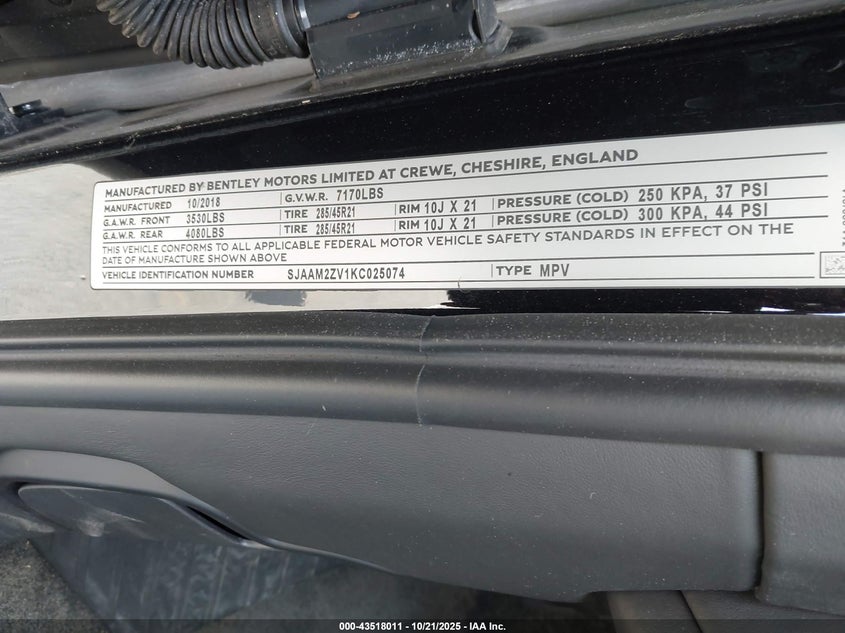 MANUFACTURED BY BENTLEY MOTORS LIMITED AT CREWE, CHESHIRE, ENGLAND
MANUFACTURED 10/2018 G.V.W.R. 7170LBS
G.A.W.R. FRONT 3530LBS TIRE 285/45R21 RIM 10J X 21 PRESSURE (COLD) 250 KPA, 37 PSI
G.A.W.R. REAR 4080LBS TIRE 285/45R21 RIM 10J X 21 PRESSURE (COLD) 300 KPA, 44 PSI
THIS VEHICLE CONFORMS TO ALL APPLICABLE FEDERAL MOTOR VEHICLE SAFETY STANDARDS IN EFFECT ON THE
DATE OF MANUFACTURE SHOWN ABOVE
VEHICLE IDENTIFICATION NUMBER SJAAM2ZV1KC025074 TYPE MPV
000-43518011 - 10/21/2025 - IAA Inc.